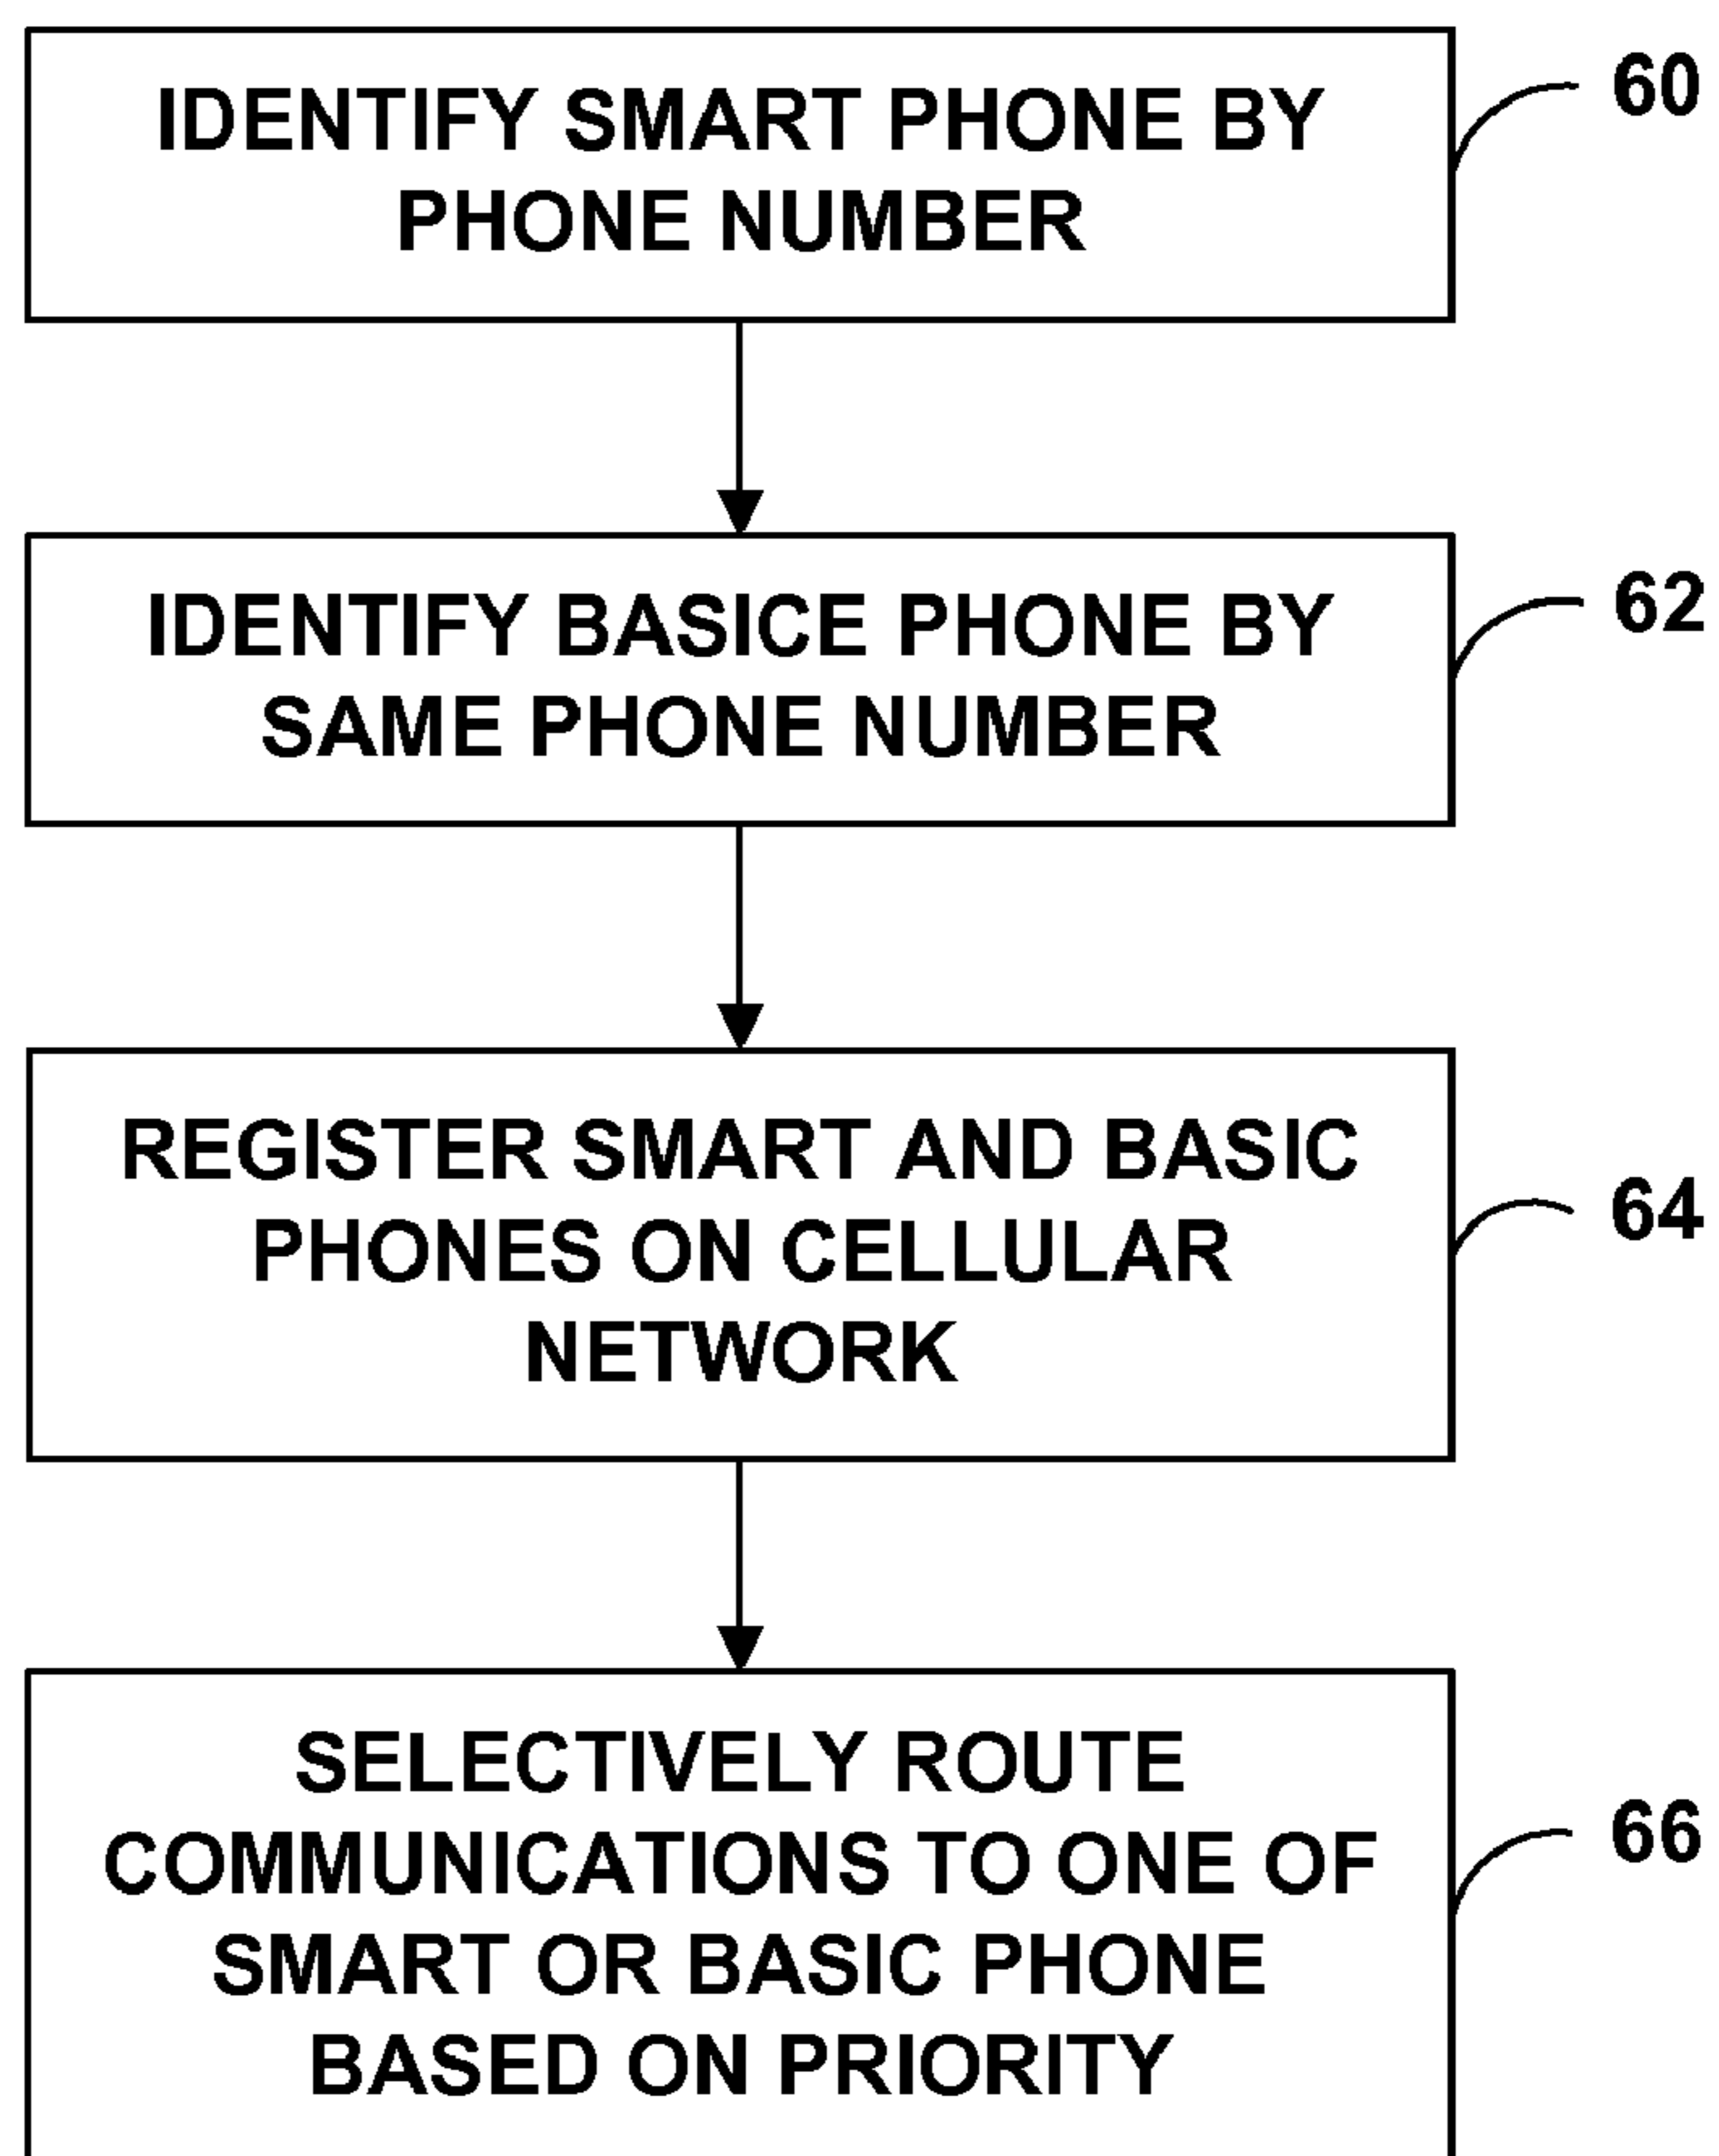 IDENTIFY SMART PHONE BY
PHONE NUMBER
60
IDENTIFY BASICE PHONE BY
SAME PHONE NUMBER
62
REGISTER SMART AND BASIC
PHONES ON CELLULAR
NETWORK
64
SELECTIVELY ROUTE
COMMUNICATIONS TO ONE OF
SMART OR BASIC PHONE
BASED ON PRIORITY
66